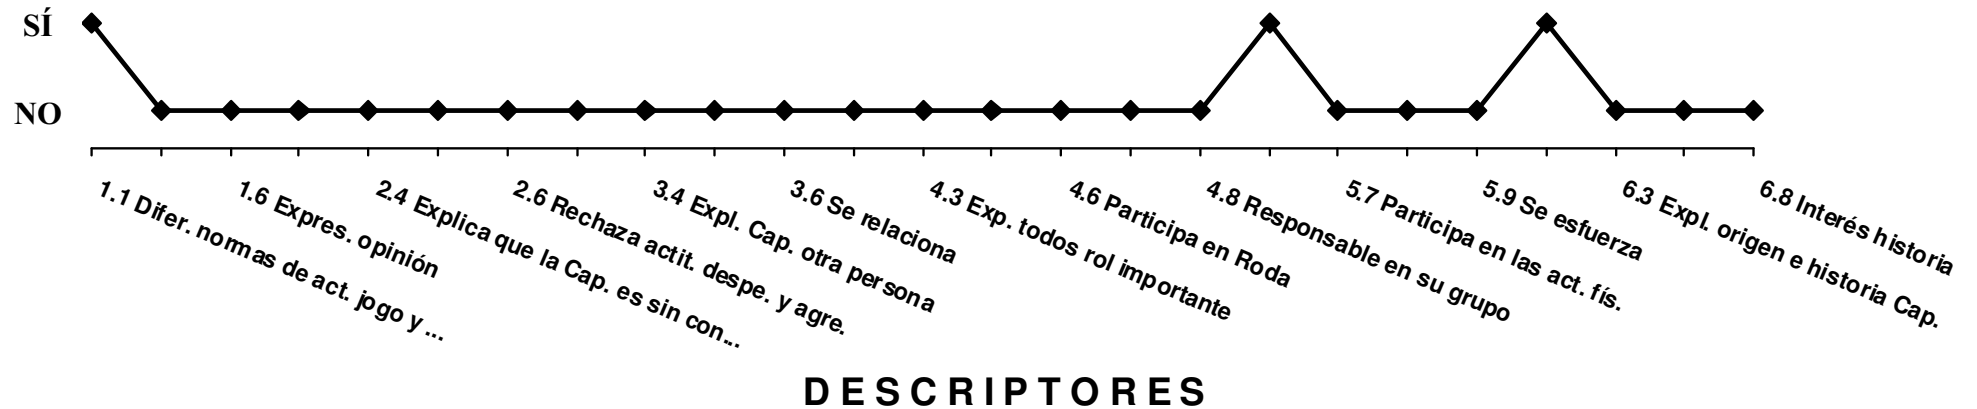 SÍ
NO
1.1 Difer. normas de act. jogo y ...
1.6 Expres. opinión
2.4 Explica que la Cap. es sin con...
2.6 Rechaza actit. despe. y agre.
3.4 Expl. Cap. otra persona
3.6 Se relaciona
4.3 Exp. todos rol importante
4.6 Participa en Roda
4.8 Responsable en su grupo
5.7 Participa en las act. fís.
5.9 Se esfuerza
6.3 Expl. origen e historia Cap.
6.8 Interés historia
DESCRIPTORES